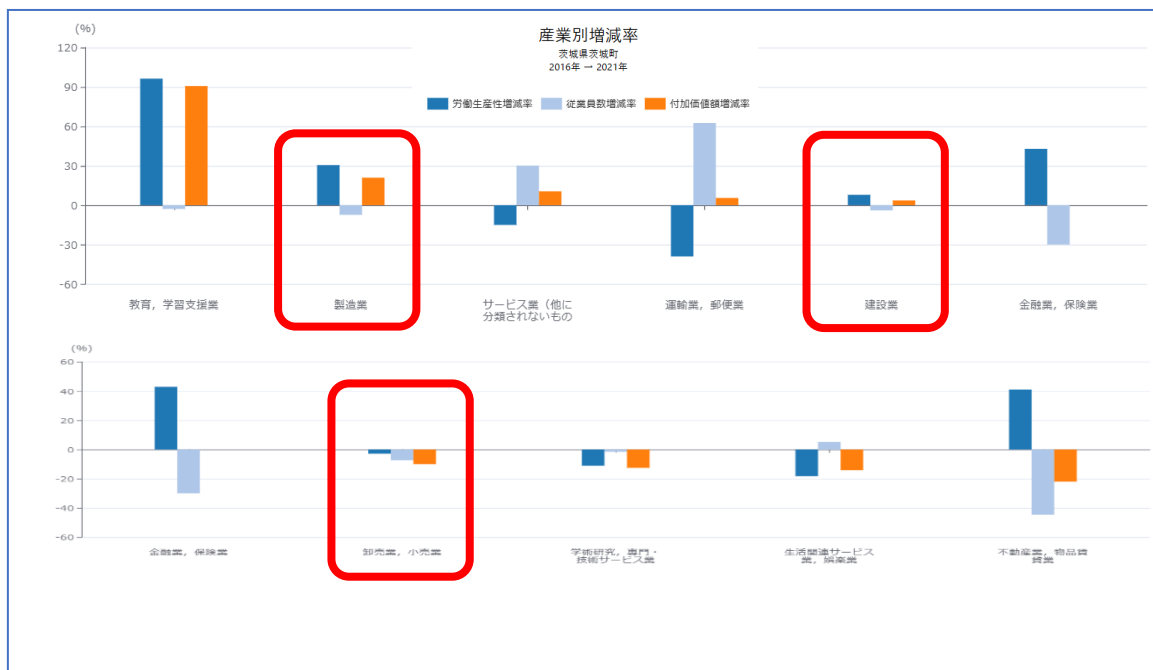 (%)
産業別増減率
茨城県茨城町
2016年 → 2021年
労働生産性増減率 従業員数増減率 付加価値額増減率
120
90
60
30
0
-30
-60
教育，学習支援業 製造業 サービス業（他に 運輸業，郵便業 建設業 金融業，保険業
分類されないもの
(%)
60
40
20
0
-20
-40
-60
金融業，保険業 卸売業，小売業 学術研究，専門・ 生活関連サービス 不動産業，物品賃
技術サービス業 業，娯楽業 貸業